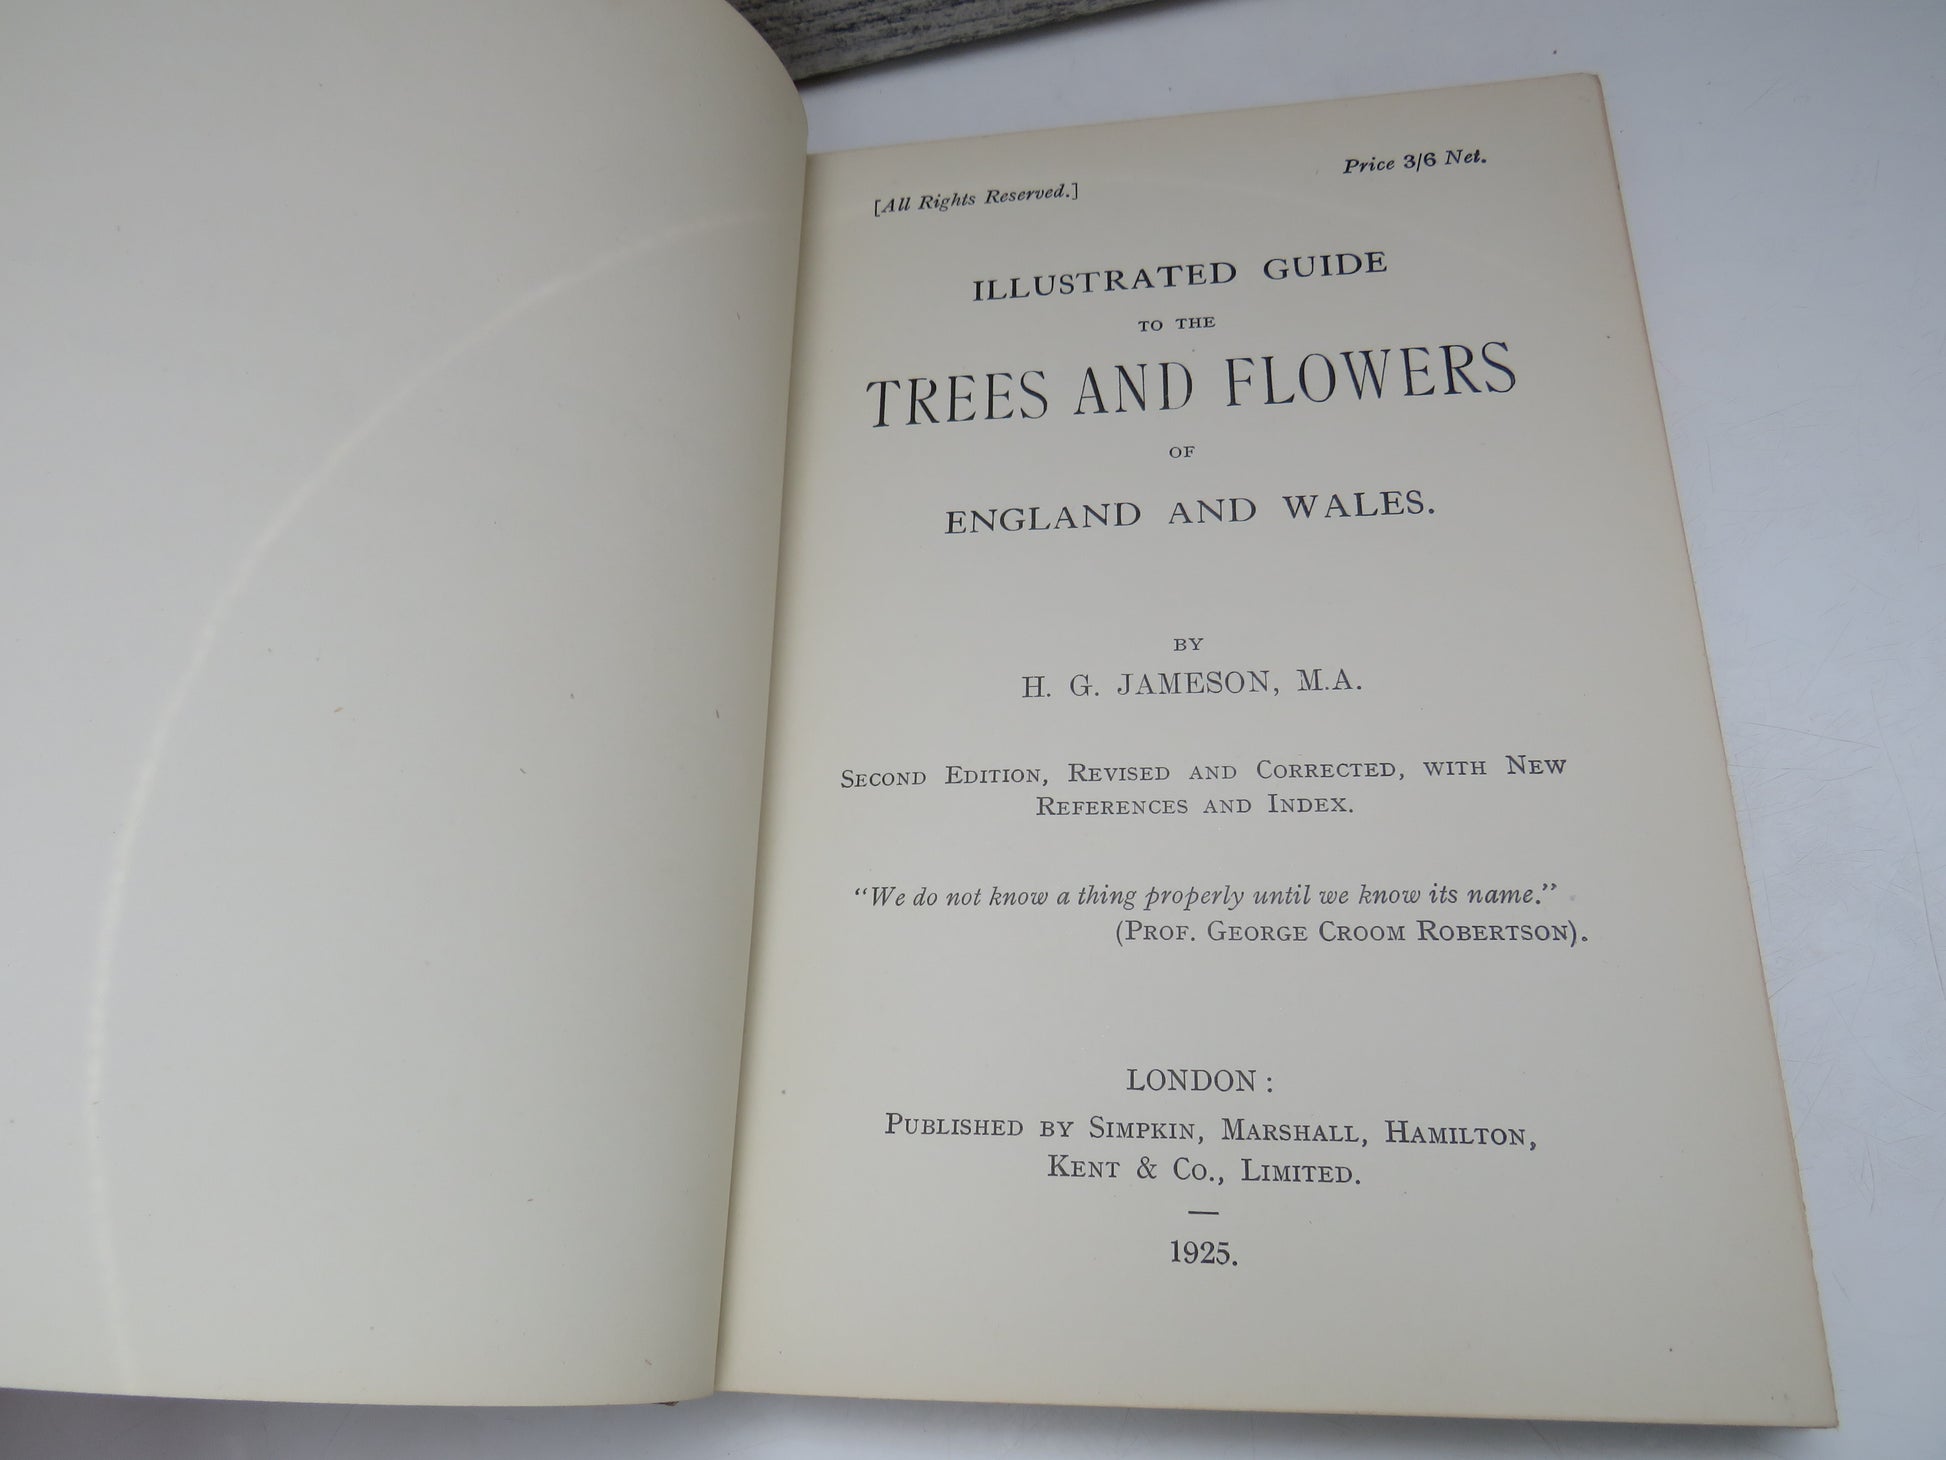 [All Rights Reserved.]
Price 3/6 Net.
ILLUSTRATED GUIDE
TO THE
TREES AND FLOWERS
OF
ENGLAND AND WALES.
BY
H. G. JAMESON, M.A.
SECOND EDITION, REVISED AND CORRECTED, WITH NEW
REFERENCES AND INDEX.
"We do not know a thing properly until we know its name."
(PROF. GEORGE CROOM ROBERTSON).
LONDON:
PUBLISHED BY SIMPKIN, MARSHALL, HAMILTON,
KENT & CO., LIMITED.
1925.